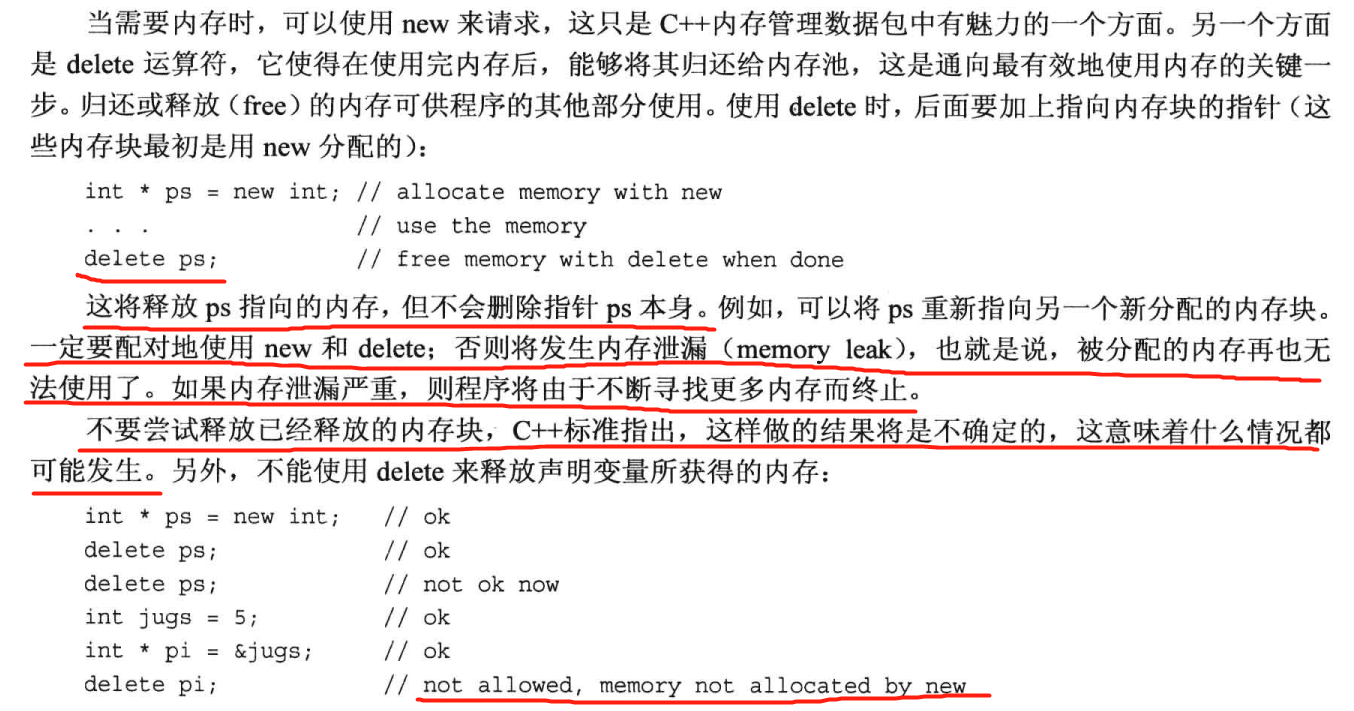 当需要内存时，可以使用 new 来请求，这只是 C++内存管理数据包中有魅力的一个方面。另一个方面
是 delete 运算符，它使得在使用完内存后，能够将其归还给内存池，这是通向最有效地使用内存的关键一
步。归还或释放（free）的内存可供程序的其他部分使用。使用 delete 时，后面要加上指向内存块的指针（这
些内存块最初是用 new 分配的）：
int * ps = new int; // allocate memory with new
. . .               // use the memory
delete ps;          // free memory with delete when done
这将释放 ps 指向的内存，但不会删除指针 ps 本身。例如，可以将 ps 重新指向另一个新分配的内存块。
一定要配对地使用 new 和 delete；否则将发生内存泄漏（memory leak），也就是说，被分配的内存再也无
法使用了。如果内存泄漏严重，则程序将由于不断寻找更多内存而终止。
不要尝试释放已经释放的内存块，C++标准指出，这样做的结果将是不确定的，这意味着什么情况都
可能发生。另外，不能使用 delete 来释放声明变量所获得的内存：
int * ps = new int;   // ok
delete ps;            // ok
delete ps;            // not ok now
int jugs = 5;         // ok
int * pi = &jugs;     // ok
delete pi;            // not allowed, memory not allocated by new